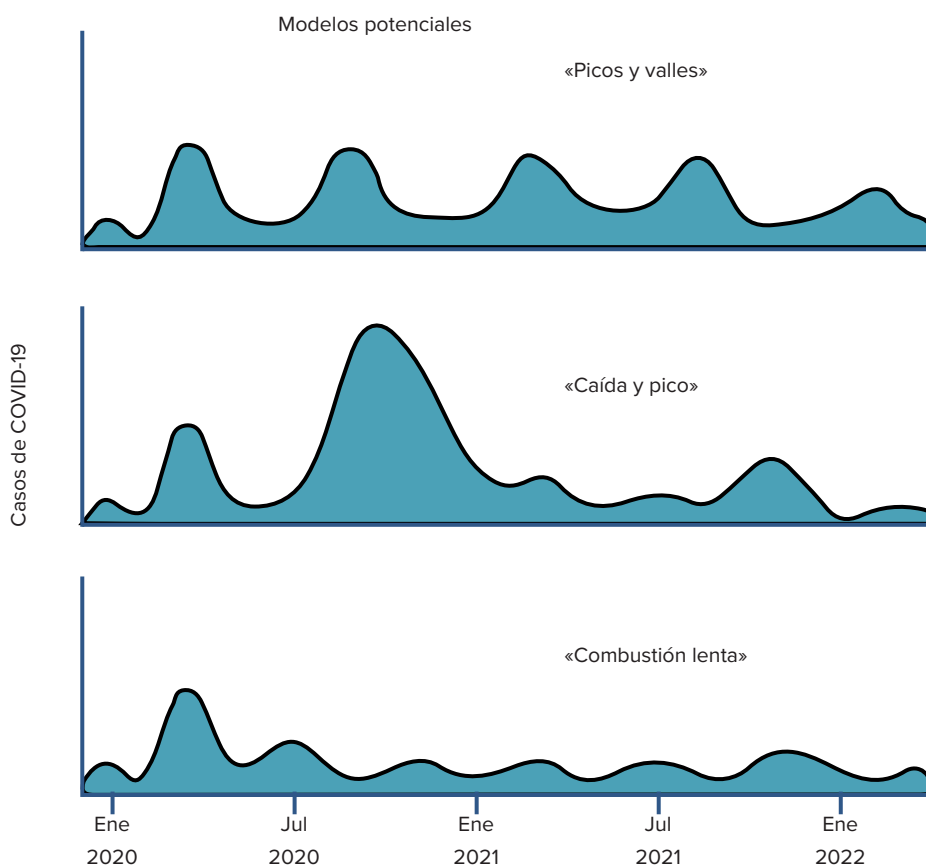 Modelos potenciales
«Picos y valles»
Casos de COVID-19
«Caída y pico»
«Combustión lenta»
Ene Jul Ene Jul Ene
2020 2020 2021 2021 2022